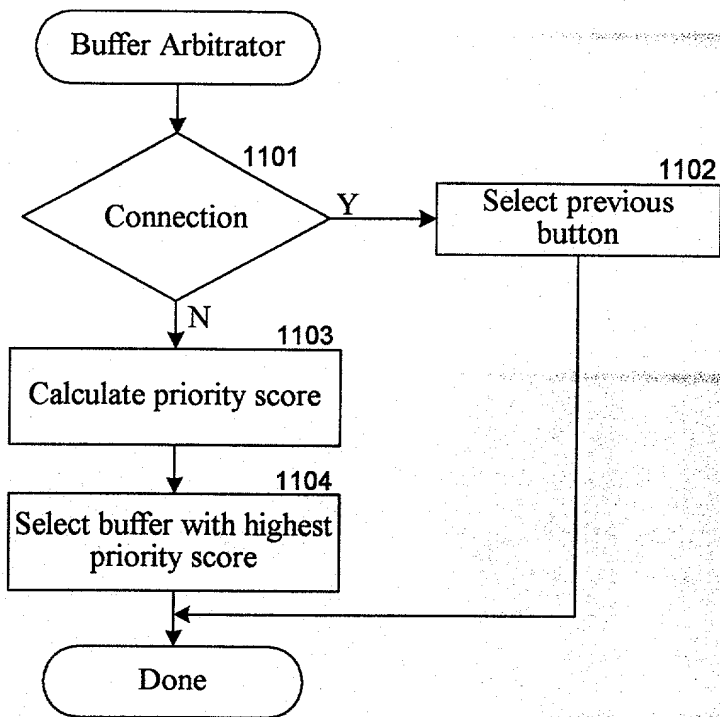 Buffer Arbitrator
1101
Connection
Y
1102
Select previous
button
N
1103
Calculate priority score
1104
Select buffer with highest
priority score
Done